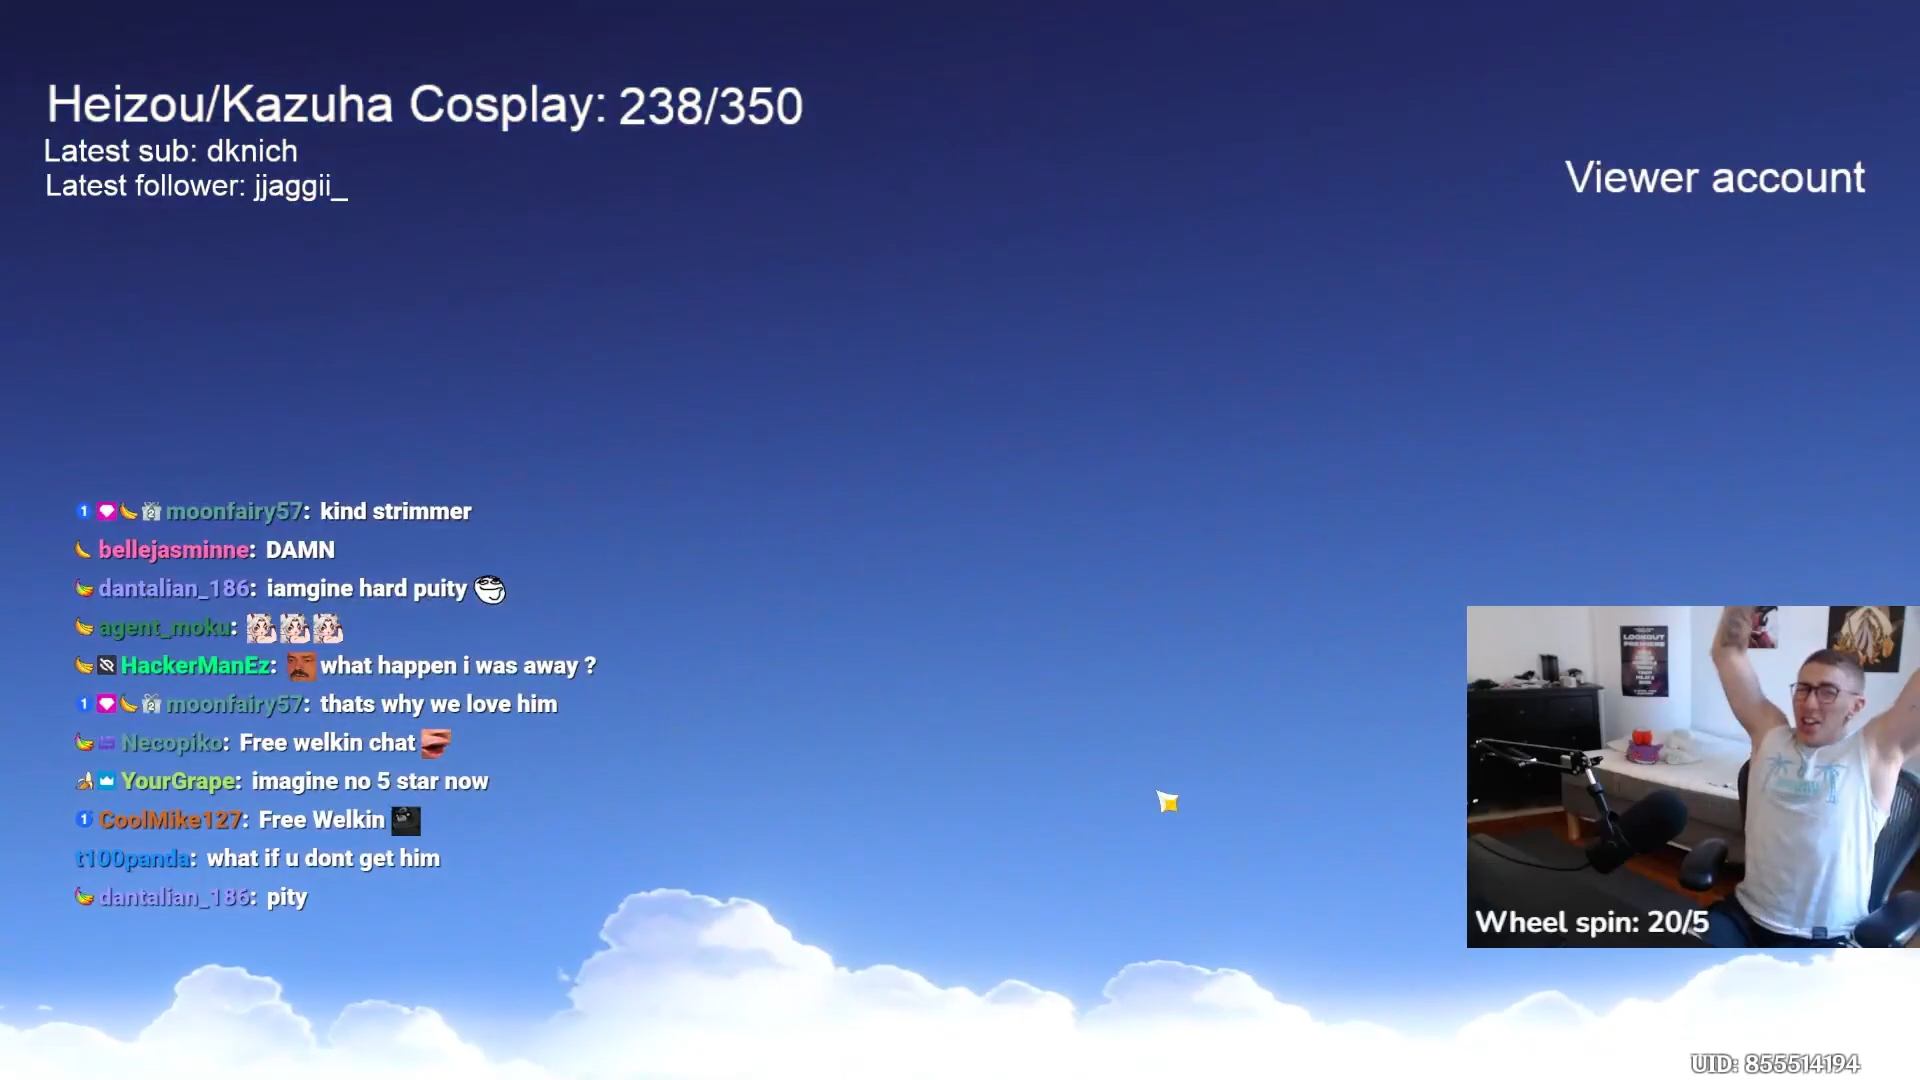 Heizou/Kazuha Cosplay: 238/350
Latest sub: dknich
Latest follower: jjaggii_
Viewer account
moonfairy57: kind strimmer
bellejasminne: DAMN
dantalian_186: iamgine hard puity
agent_moku:
HackerManEz: what happen i was away ?
moonfairy57: thats why we love him
Necopiko: Free welkin chat
YourGrape: imagine no 5 star now
CoolMike127: Free Welkin
t100panda: what if u dont get him
dantalian_186: pity
LOOKOUT
Wheel spin: 20/5
UID: 855514194